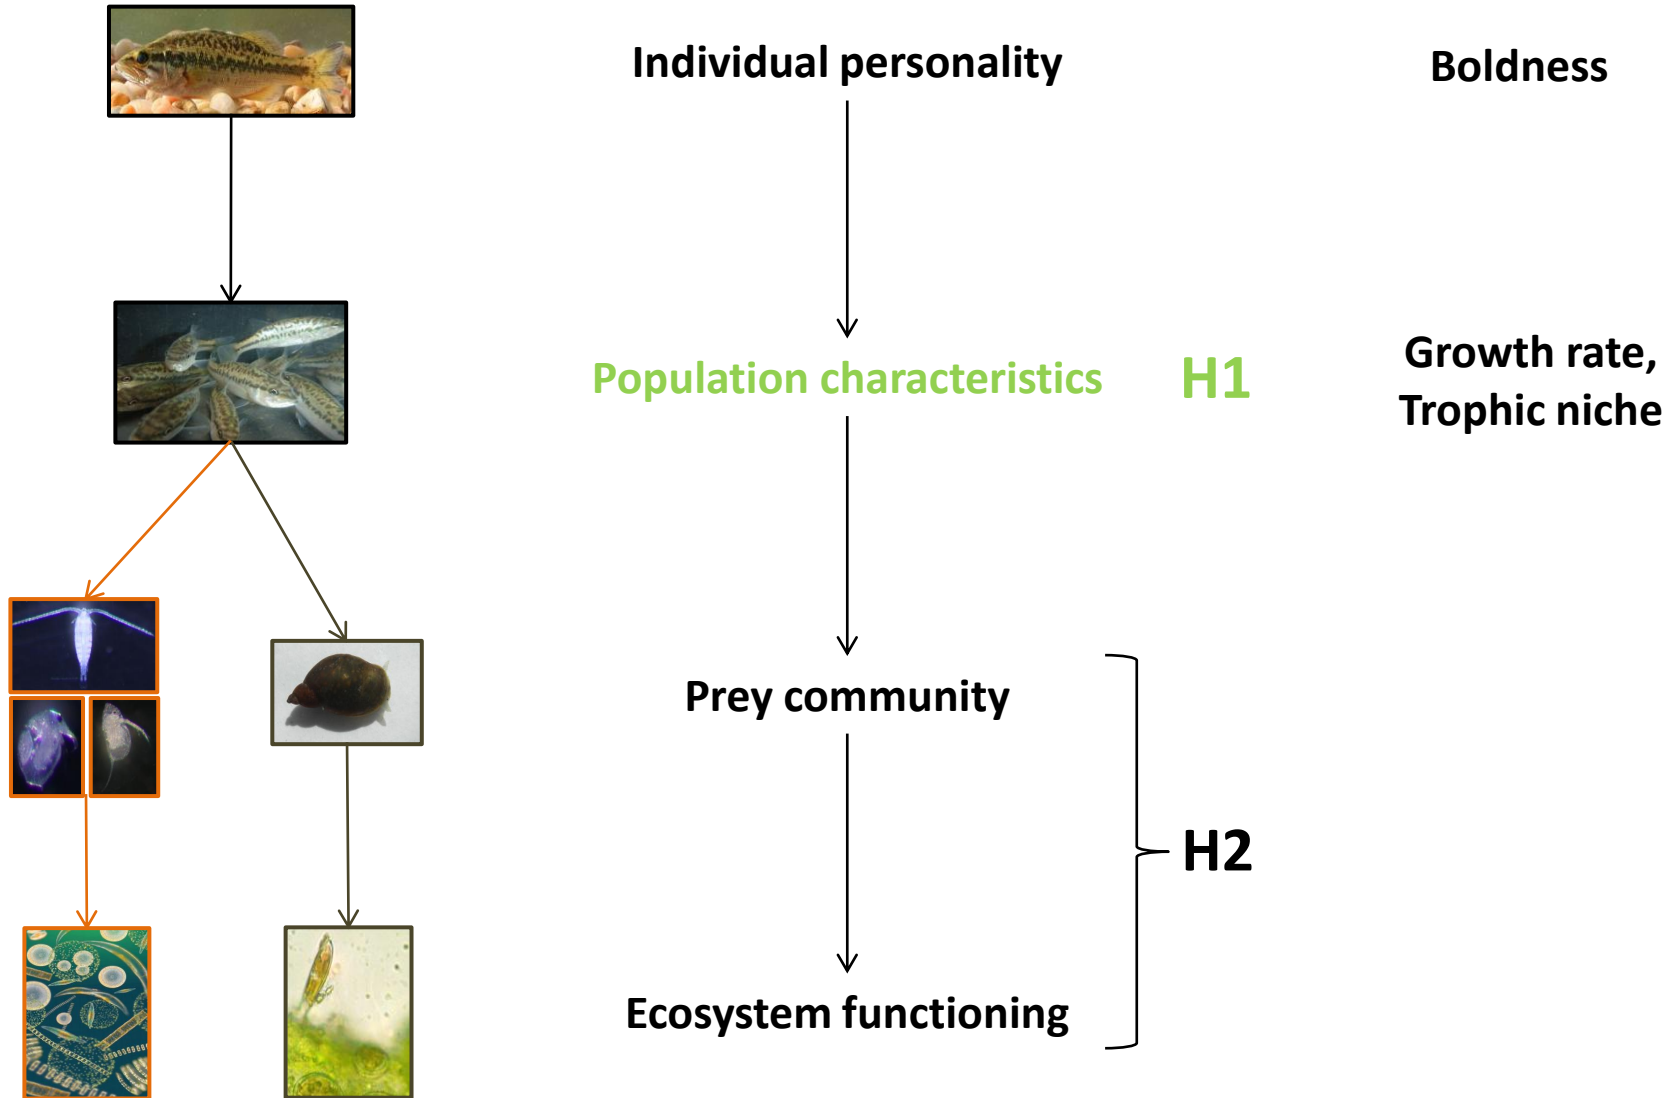 Individual personality
Boldness
Population characteristics
H1
Growth rate,
Trophic niche
Prey community
H2
Ecosystem functioning